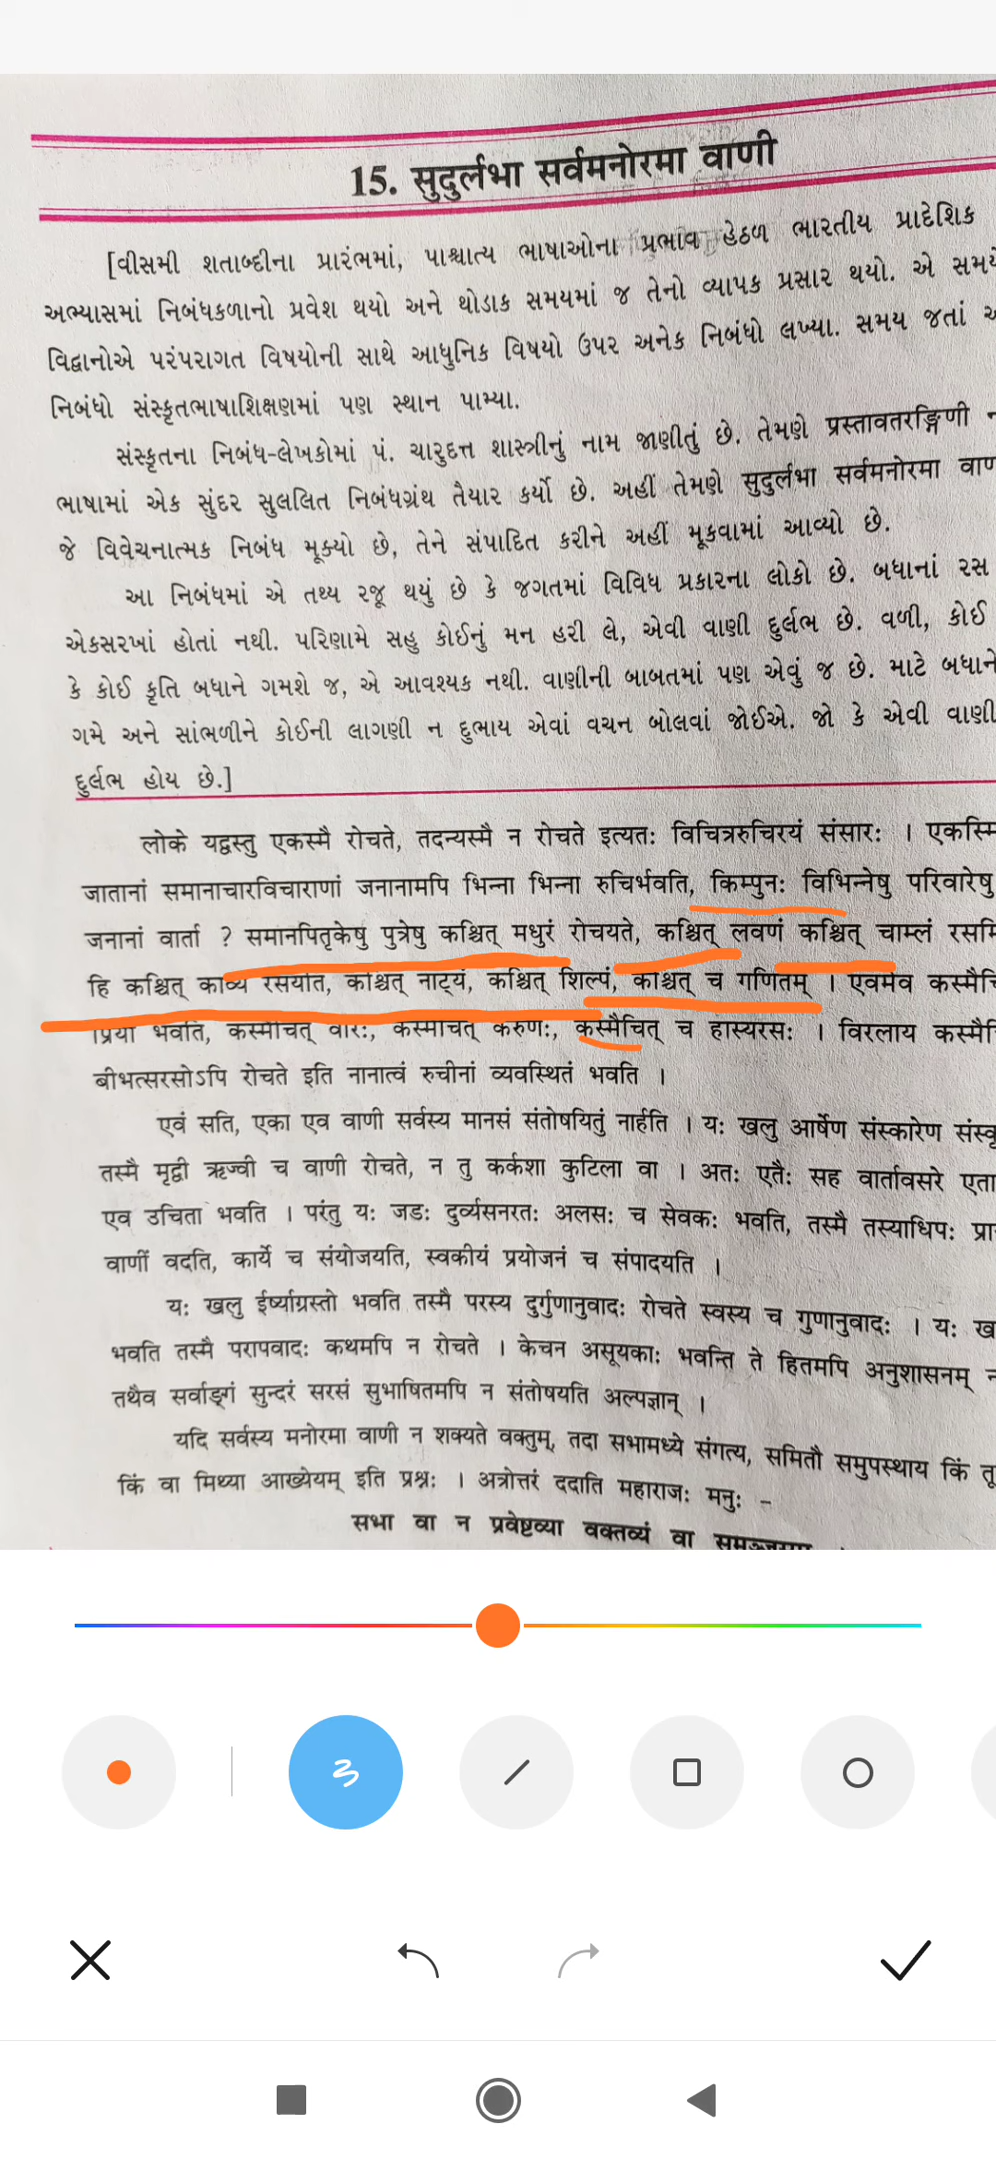 15. सुदुर्लभा सर्वमनोरमा वाणी
[વીસમી શતાબ્દીના પ્રારંભમાં, પાશ્ચાત્ય ભાષાઓના પ્રભાવ હેઠળ ભારતીય પ્રાદેશિક
અભ્યાસમાં નિબંધકળાનો પ્રવેશ થયો અને થોડાક સમયમાં જ તેનો વ્યાપક પ્રસાર થયો. એ
વિદ્વાનોએ પરંપરાગત વિષયોની સાથે આધુનિક વિષયો ઉપર અનેક નિબંધો લખ્યા. સમય જતાં
નિબંધો સંસ્કૃતભાષાશિક્ષણમાં પણ સ્થાન પામ્યા.
સંસ્કૃતના નિબંધ-લેખકોમાં પં. ચારુદત્ત શાસ્ત્રીનું નામ જાણીતું છે. તેમણે प्रस्तावतरङ्गिणी
ભાષામાં એક સુંદર સુલલિત નિબંધગ્રંથ તૈયાર કર્યો છે. અહીં તેમણે सुदुर्लभा सर्वमनोरमा
જે વિવેચનાત્મક નિબંધ મૂક્યો છે, તેને સંપાદિત કરીને અહીં મૂકવામાં આવ્યો છે.
આ નિબંધમાં એ તથ્ય રજૂ થયું છે કે જગતમાં વિવિધ પ્રકારના લોકો છે. બધાનાં રસ
એકસરખાં હોતાં નથી. પરિણામે સહુ કોઈનું મન હરી લે, એવી વાણી દુર્લભ છે. વળી, કોઈ
કે કોઈ કૃતિ બધાને ગમશે જ, એ આવશ્યક નથી. વાણીની બાબતમાં પણ એવું જ છે. માટે બધાને
ગમે અને સાંભળીને કોઈની લાગણી ન દુભાય એવાં વચન બોલવાં જોઈએ. જો કે એવી વાણી
દુર્લભ હોય છે.]
लोके यद्वस्तु एकस्मै रोचते, तदन्यस्मै न रोचते इत्यतः विचित्ररुचिरयं संसारः ।
जातानां समानाचारविचाराणां जनानामपि भिन्ना भिन्ना रुचिर्भवति, किम्पुनः विभिन्नेषु परिवारेषु
जनानां वार्ता ? समानपितृकेषु पुत्रेषु कश्चित् मधुरं रोचयते, कश्चित् लवणं कश्चित् चाम्लं
हि कश्चित् काव्यं रसयति, कश्चित् नाट्यं, कश्चित् शिल्पं, कश्चित् च गणितम् । एवमेव
प्रियो भवति, कस्मैचित् वीरः, कस्मैचित् करुणः, कस्मैचित् च हास्यरसः । विरलाय
बीभत्सरसोऽपि रोचते इति नानात्वं रुचीनां व्यवस्थितं भवति ।
एवं सति, एका एव वाणी सर्वस्य मानसं संतोषयितुं नार्हति । यः खलु आर्षेण संस्कारेण
तस्मै मृद्वी ऋज्वी च वाणी रोचते, न तु कर्कशा कुटिला वा । अतः एतैः सह वार्तावसरे
एव उचिता भवति । परंतु यः जडः दुर्व्यसनरतः अलसः च सेवकः भवति, तस्मै तस्याधिपः
वाणीं वदति, कार्ये च संयोजयति, स्वकीयं प्रयोजनं च संपादयति ।
यः खलु ईर्ष्याग्रस्तो भवति तस्मै परस्य दुर्गुणानुवादः रोचते स्वस्य च गुणानुवादः । यः
भवति तस्मै परापवादः कथमपि न रोचते । केचन असूयकाः भवन्ति ते हितमपि अनुशासनम्
तथैव सर्वाङ्गं सुन्दरं सरसं सुभाषितमपि न संतोषयति अल्पज्ञान् ।
यदि सर्वस्य मनोरमा वाणी न शक्यते वक्तुम्, तदा सभामध्ये संगत्य, समितौ समुपस्थाय किं
किं वा मिथ्या आख्येयम् इति प्रश्नः । अत्रोत्तरं ददाति महाराजः मनुः –
सभा वा न प्रवेष्टव्या वक्तव्यं वा